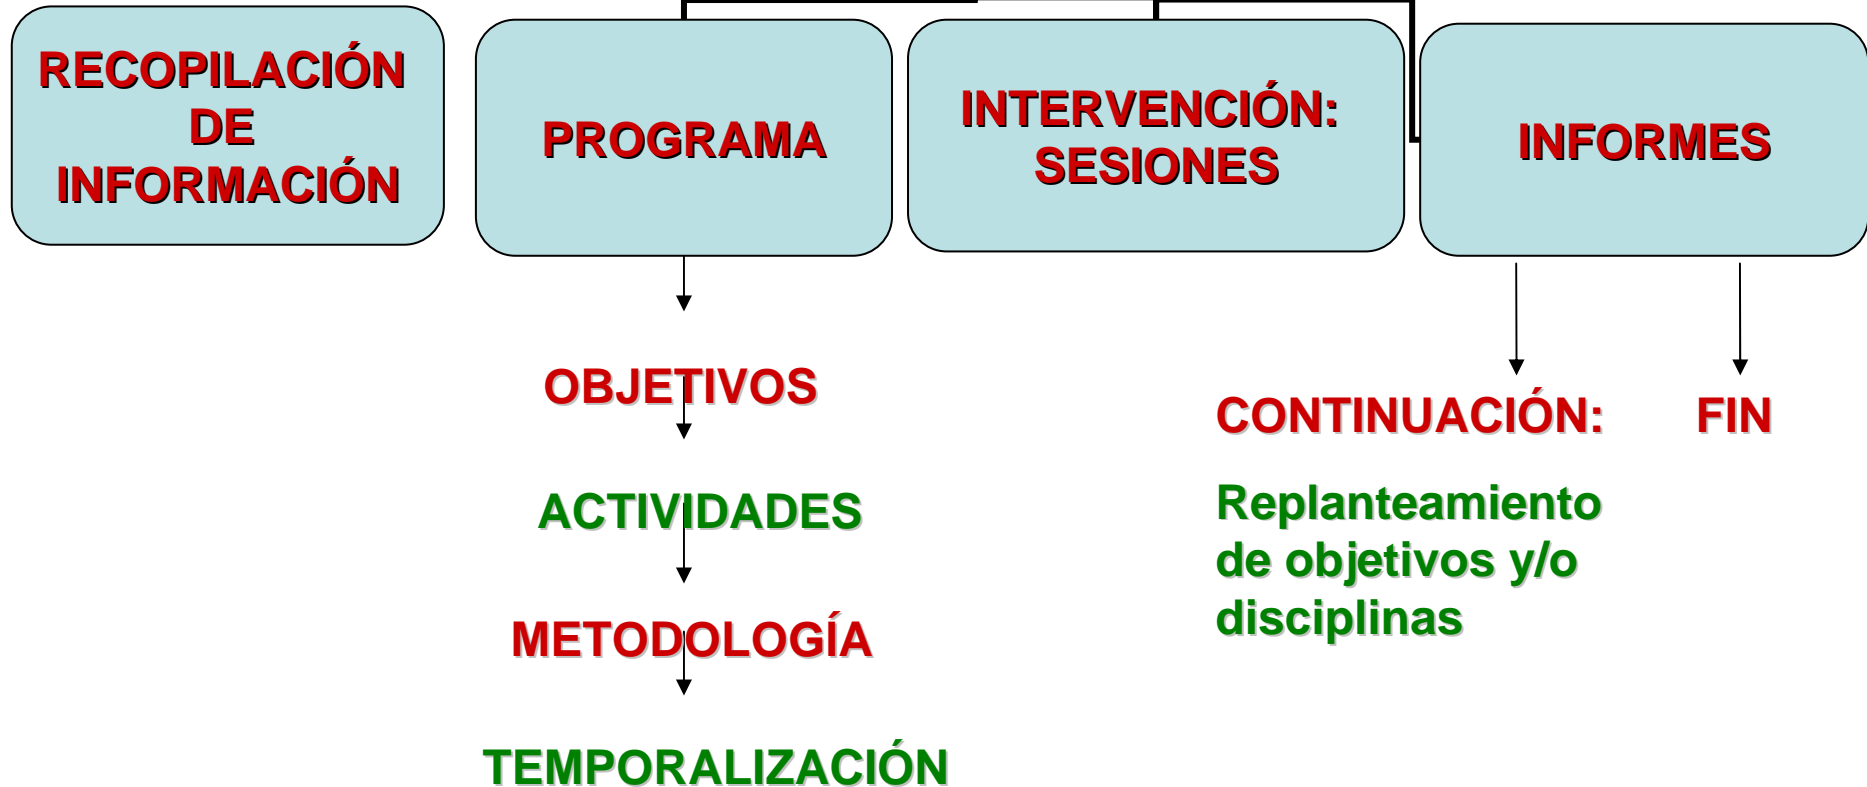 RECOPILACIÓN
DE
INFORMACIÓN
PROGRAMA
INTERVENCIÓN:
SESIONES
INFORMES
OBJETIVOS
ACTIVIDADES
METODOLOGÍA
TEMPORALIZACIÓN
CONTINUACIÓN:
Replanteamiento
de objetivos y/o
disciplinas
FIN